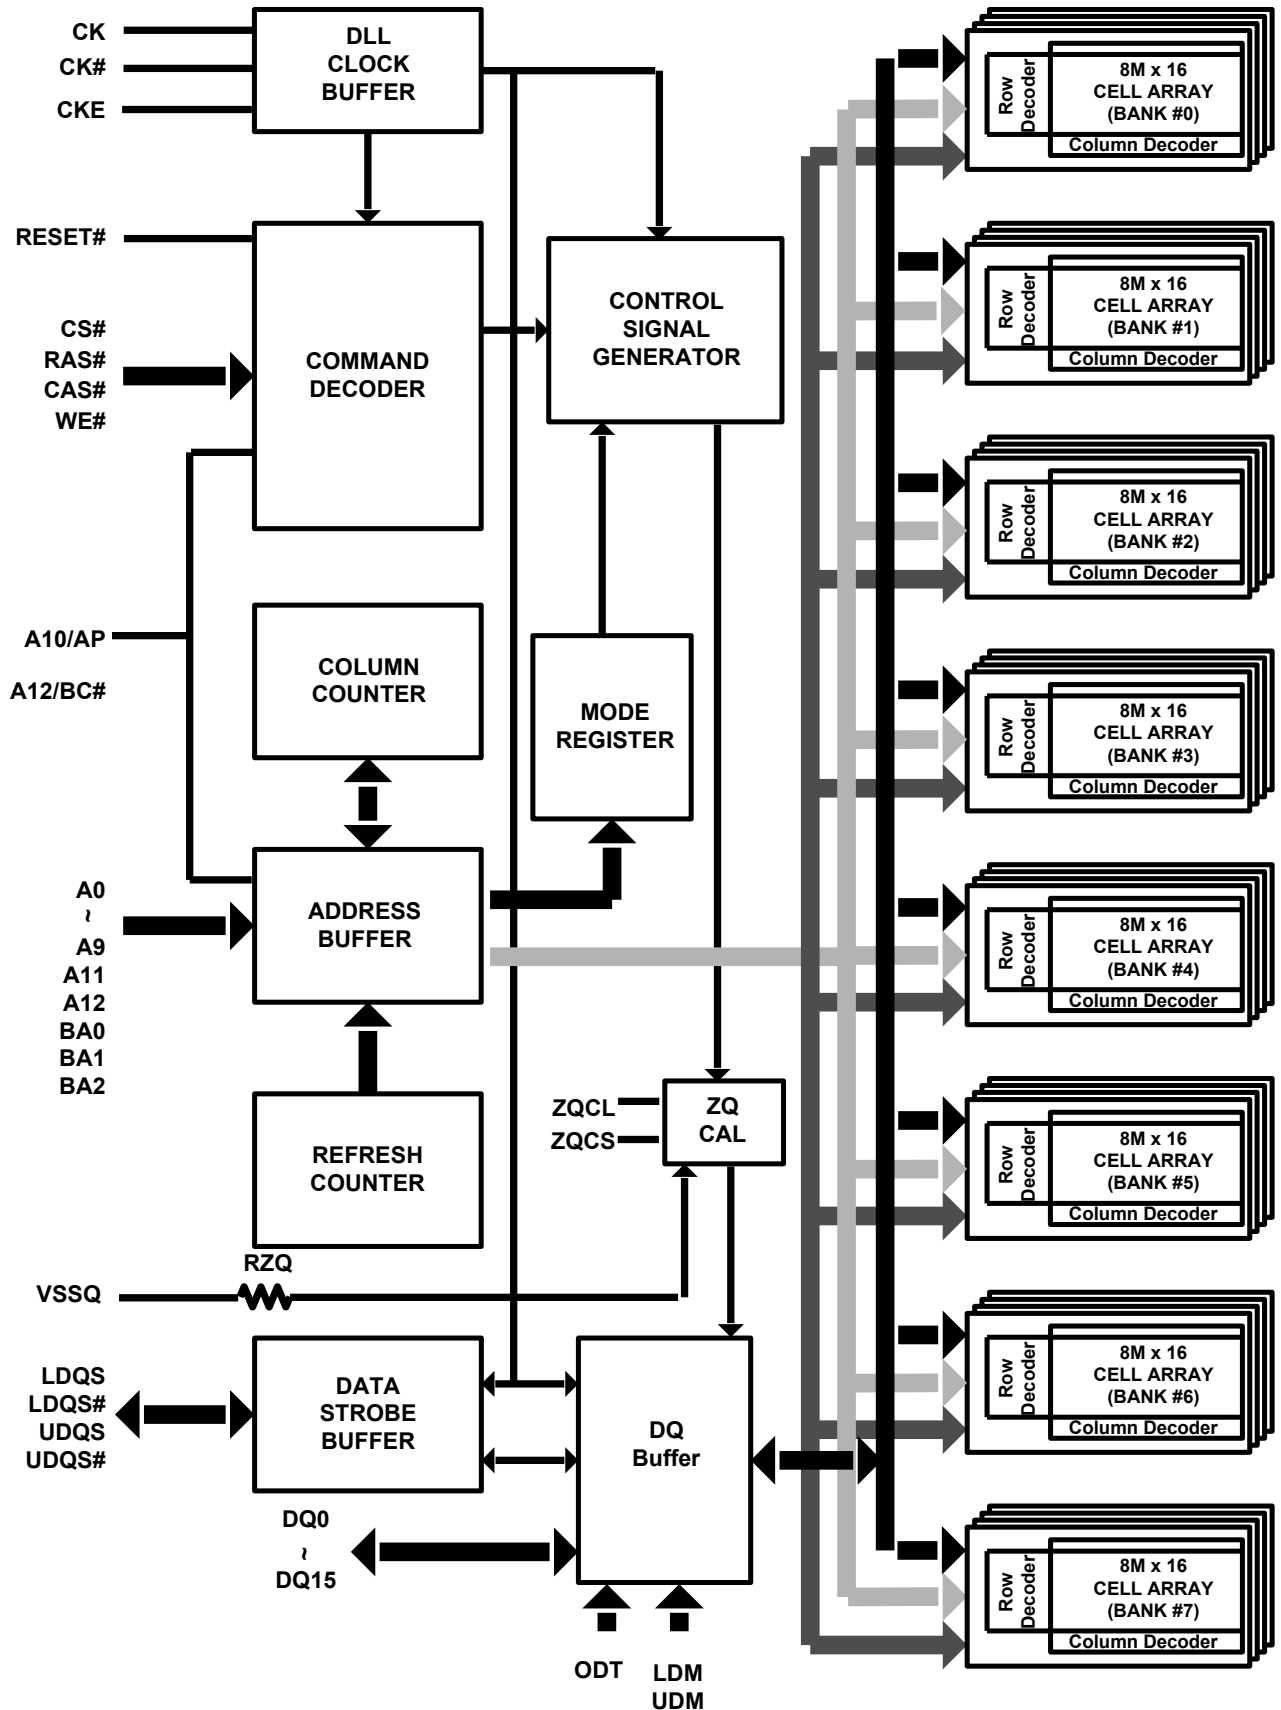 CK
CK#
CKE
DLL
CLOCK
BUFFER
RESET#
CS#
RAS#
CAS#
WE#
COMMAND
DECODER
CONTROL
SIGNAL
GENERATOR
A10/AP
A12/BC#
COLUMN
COUNTER
MODE
REGISTER
A0
~
A9
A11
A12
BA0
BA1
BA2
ADDRESS
BUFFER
REFRESH
COUNTER
ZQCL
ZQCS
ZQ
CAL
RZQ
VSSQ
LDQS
LDQS#
UDQS
UDQS#
DATA
STROBE
BUFFER
DQ
Buffer
DQ0
~
DQ15
ODT
LDM
UDM
Row
Decoder
8M x 16
CELL ARRAY
(BANK #0)
Column Decoder
Row
Decoder
8M x 16
CELL ARRAY
(BANK #1)
Column Decoder
Row
Decoder
8M x 16
CELL ARRAY
(BANK #2)
Column Decoder
Row
Decoder
8M x 16
CELL ARRAY
(BANK #3)
Column Decoder
Row
Decoder
8M x 16
CELL ARRAY
(BANK #4)
Column Decoder
Row
Decoder
8M x 16
CELL ARRAY
(BANK #5)
Column Decoder
Row
Decoder
8M x 16
CELL ARRAY
(BANK #6)
Column Decoder
Row
Decoder
8M x 16
CELL ARRAY
(BANK #7)
Column Decoder